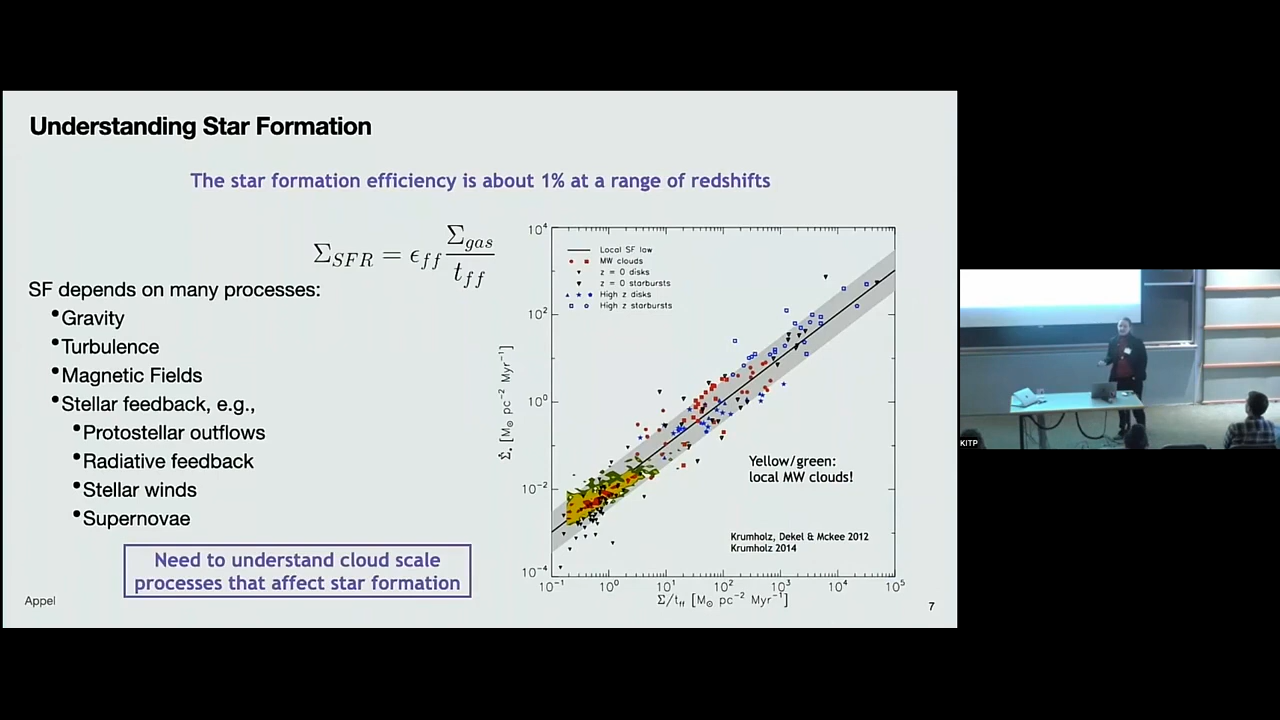 Understanding Star Formation
The star formation efficiency is about 1% at a range of redshifts
Σ_SFR = ϵ_ff Σ_gas / t_ff
SF depends on many processes:
•Gravity
•Turbulence
•Magnetic Fields
•Stellar feedback, e.g.,
•Protostellar outflows
•Radiative feedback
•Stellar winds
•Supernovae
Need to understand cloud scale
processes that affect star formation
Appel
Local SF law
MW clouds
z = 0 disks
z = 0 starbursts
High z disks
High z starbursts
10^4
10^2
10^0
10^-2
10^-4
Σ̇* [M⊙ pc^-2 Myr^-1]
Yellow/green:
local MW clouds!
Krumholz, Dekel & Mckee 2012
Krumholz 2014
10^-1 10^0 10^1 10^2 10^3 10^4 10^5
Σ/t_ff [M⊙ pc^-2 Myr^-1]
7
KITP